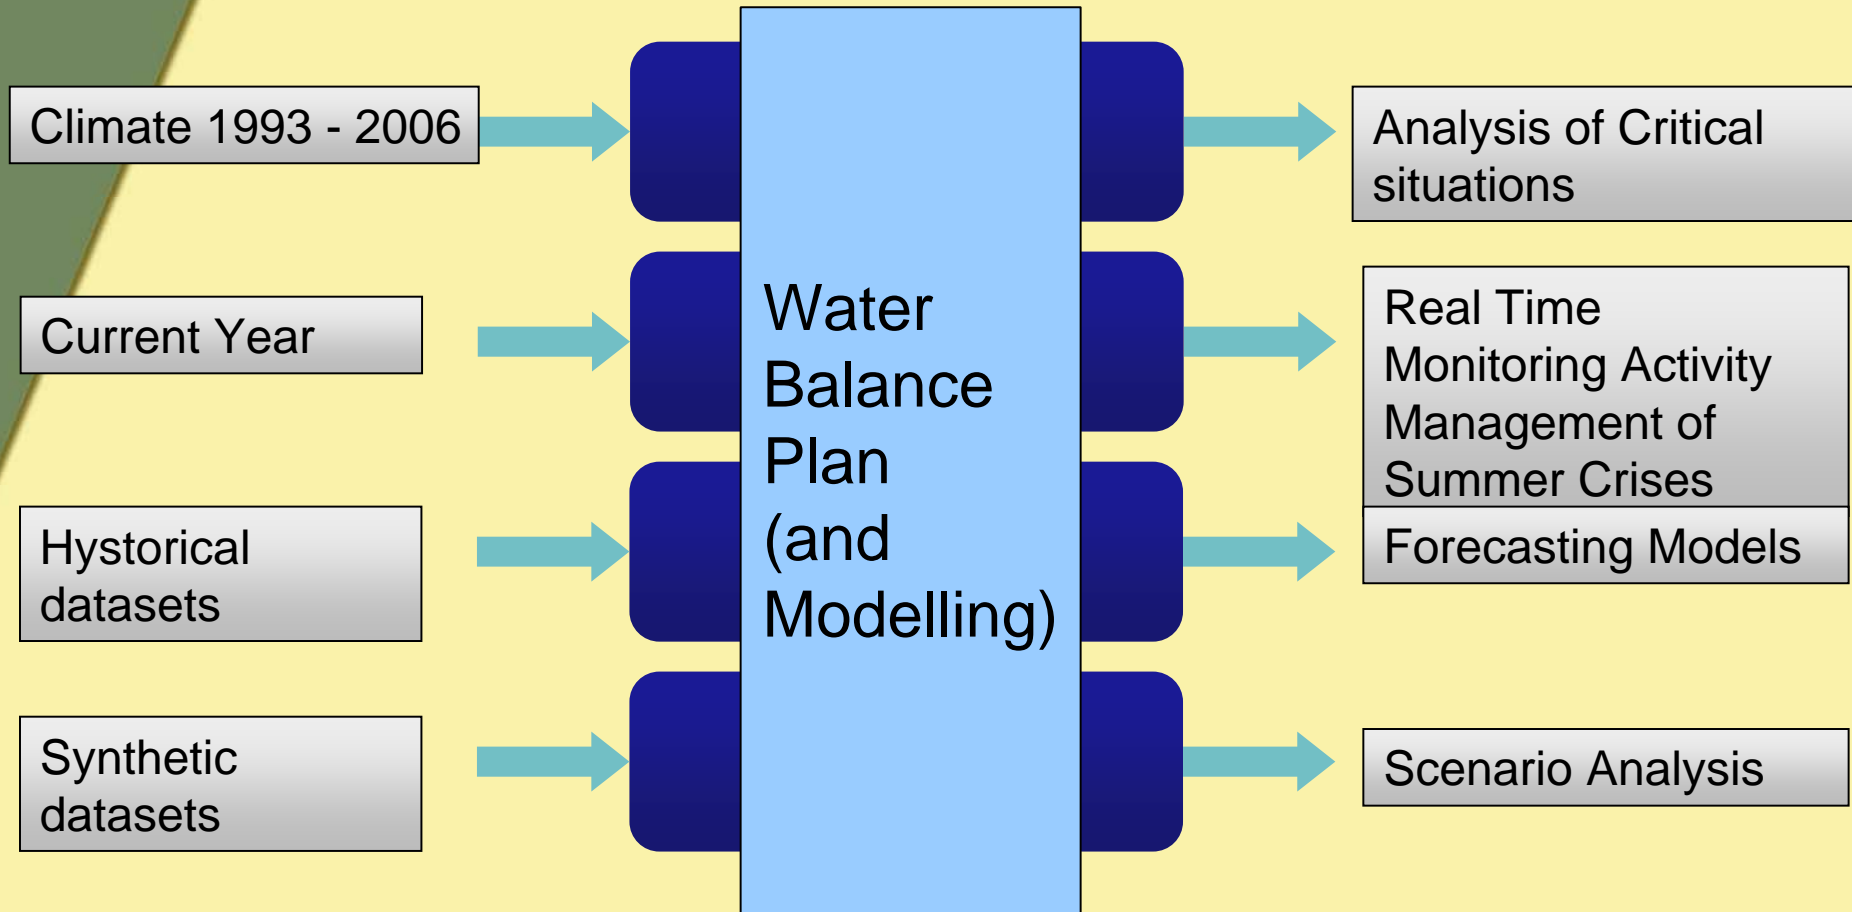 Climate 1993 - 2006
Current Year
Hystorical
datasets
Synthetic
datasets
Water
Balance
Plan
(and
Modelling)
Analysis of Critical
situations
Real Time
Monitoring Activity
Management of
Summer Crises
Forecasting Models
Scenario Analysis